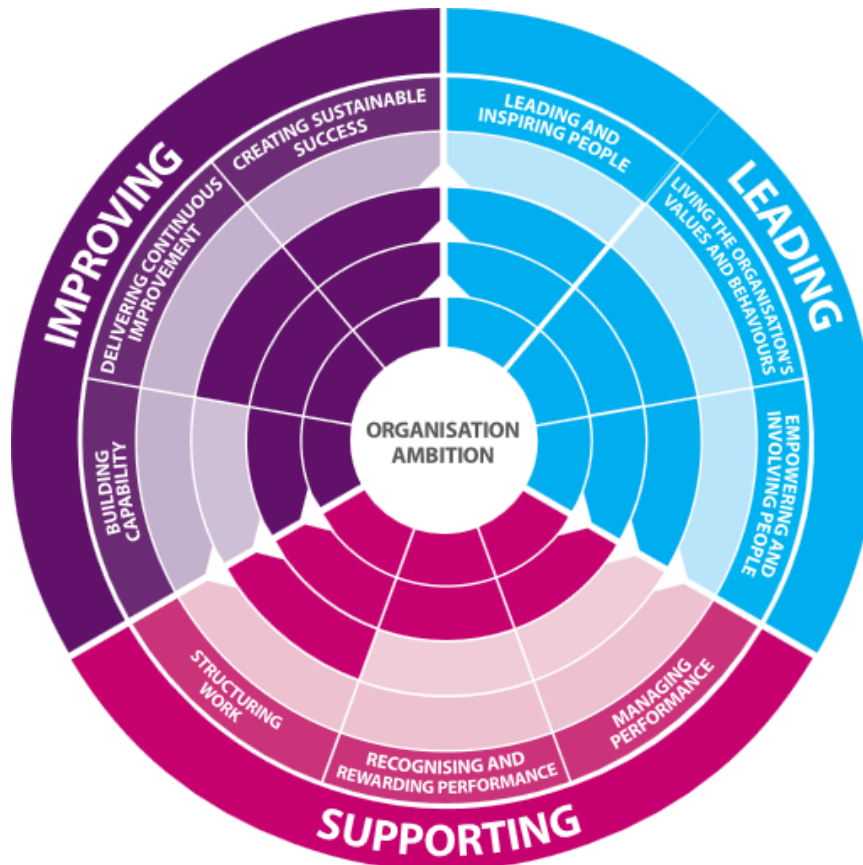 IMPROVING
CREATING SUSTAINABLE
SUCCESS
DELIVERING CONTINUOUS
IMPROVEMENT
BUILDING
CAPABILITY
LEADING
LEADING AND
INSPIRING PEOPLE
LIVING THE ORGANISATION'S
VALUES AND BEHAVIOURS
EMPOWERING AND
INVOLVING PEOPLE
ORGANISATION
AMBITION
STRUCTURING
WORK
RECOGNISING AND
REWARDING PERFORMANCE
MANAGING
PERFORMANCE
SUPPORTING